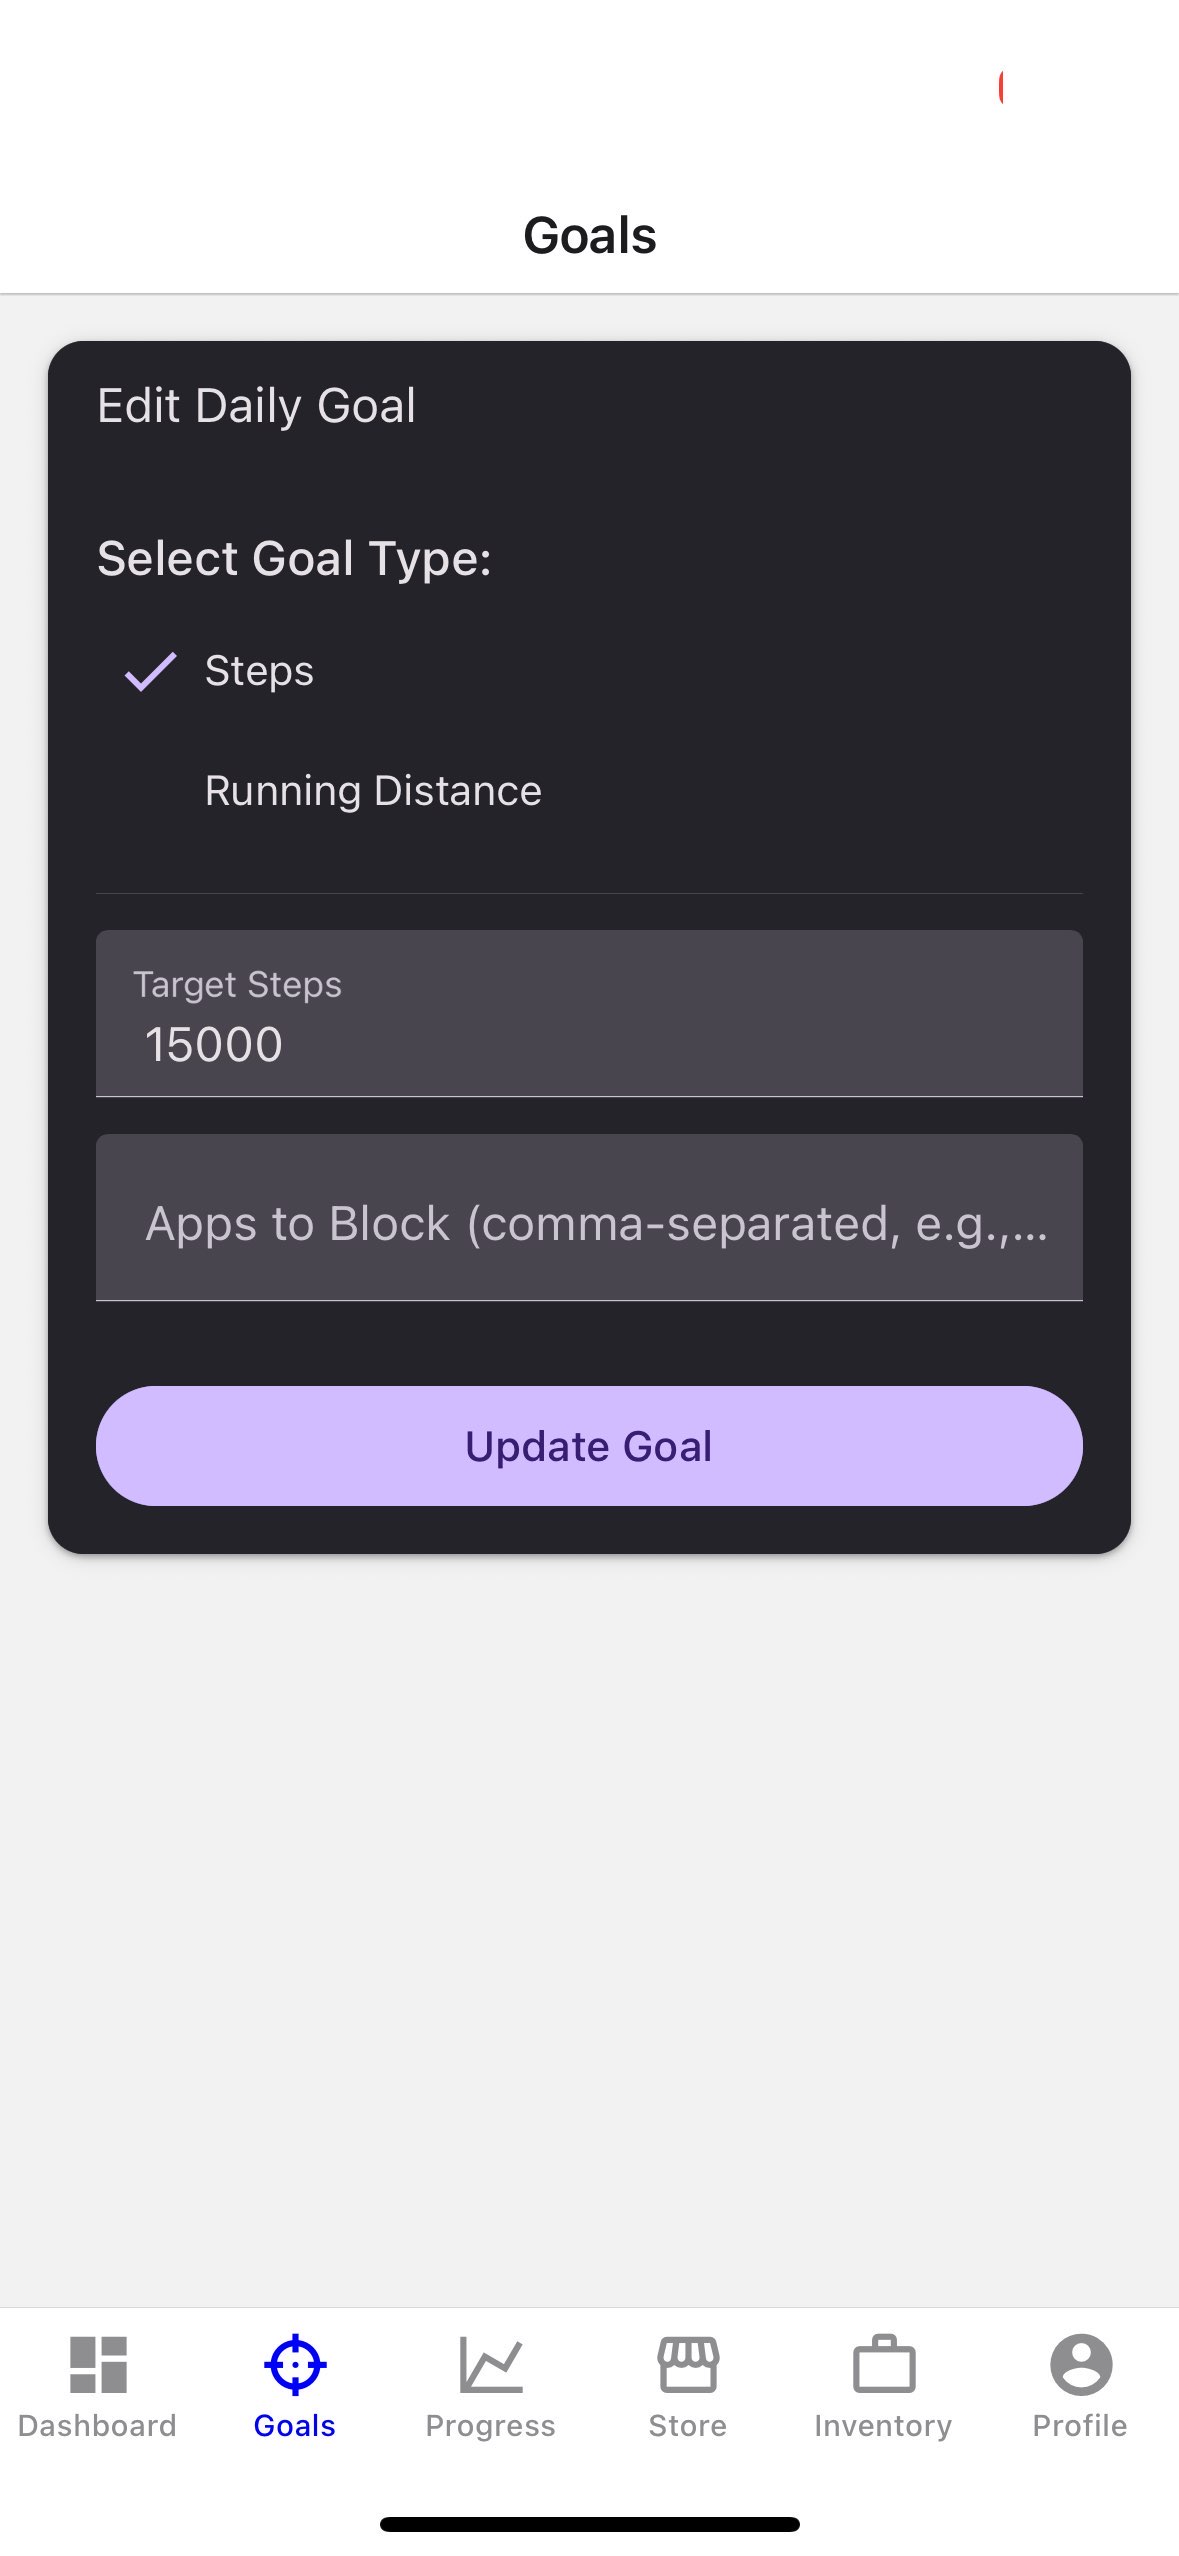 Goals
Edit Daily Goal
Select Goal Type:
Steps
Running Distance
Target Steps
15000
Apps to Block (comma-separated, e.g.,...
Update Goal
Dashboard
Goals
Progress
Store
Inventory
Profile